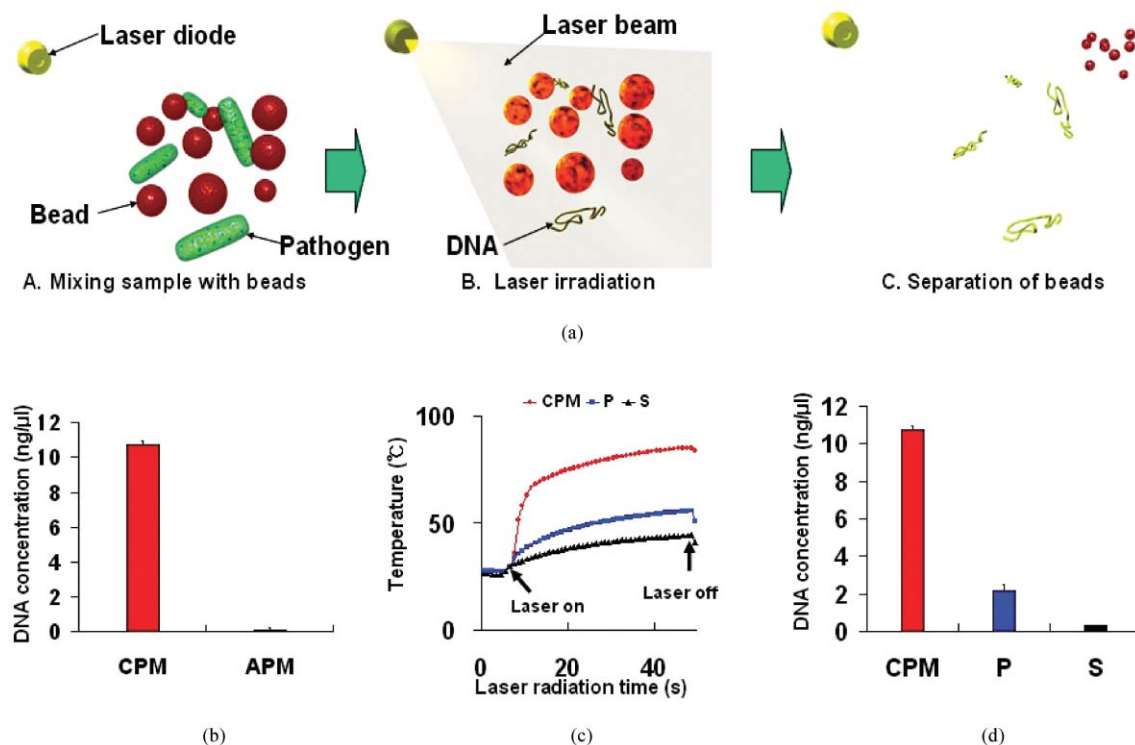 Laser diode
Bead
Pathogen
A. Mixing sample with beads
Laser beam
DNA
B. Laser irradiation
C. Separation of beads
(a)
DNA concentration (ng/μl)
12
10
8
6
4
2
0
CPM APM
(b)
CPM P S
Temperature (℃)
100
50
0
Laser on
Laser off
0 20 40
Laser radiation time (s)
(c)
DNA concentration (ng/μl)
12
10
8
6
4
2
0
CPM P S
(d)